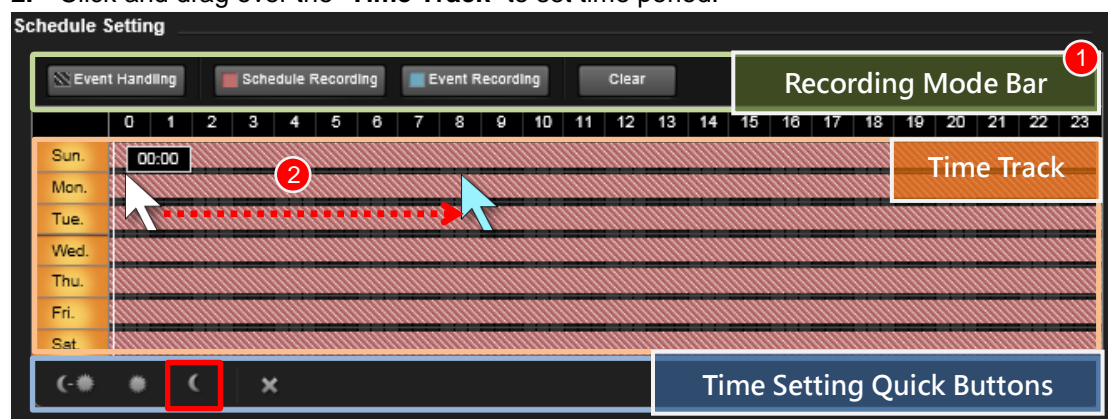 2. Click and drag over the "Time Track" to set time period.
Schedule Setting
Event Handling Schedule Recording Event Recording Clear Recording Mode Bar 1
0 1 2 3 4 5 6 7 8 9 10 11 12 13 14 15 16 17 18 19 20 21 22 23
Sun. 00:00 2 Time Track
Mon.
Tue.
Wed.
Thu.
Fri.
Sat.
Time Setting Quick Buttons